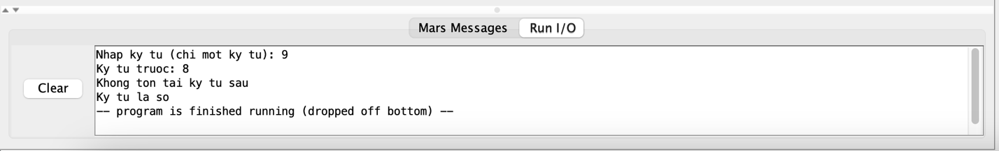 Mars Messages Run I/O
Nhap ky tu (chi mot ky tu): 9
Ky tu truoc: 8
Khong ton tai ky tu sau
Clear
Ky tu la so
-- program is finished running (dropped off bottom) --